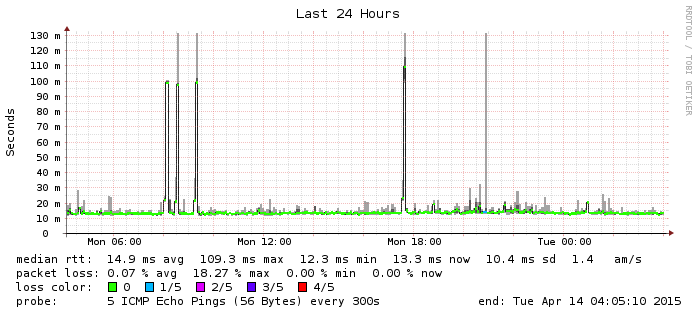 Last 24 Hours
RRDTOOL / TOBI OETIKER
Seconds
130 m
120 m
110 m
100 m
90 m
80 m
70 m
60 m
50 m
40 m
30 m
20 m
10 m
0
Mon 06:00 Mon 12:00 Mon 18:00 Tue 00:00
median rtt: 14.9 ms avg 109.3 ms max 12.3 ms min 13.3 ms now 10.4 ms sd 1.4 am/s
packet loss: 0.07 % avg 18.27 % max 0.00 % min 0.00 % now
loss color: 0 1/5 2/5 3/5 4/5
probe: 5 ICMP Echo Pings (56 Bytes) every 300s end: Tue Apr 14 04:05:10 2015